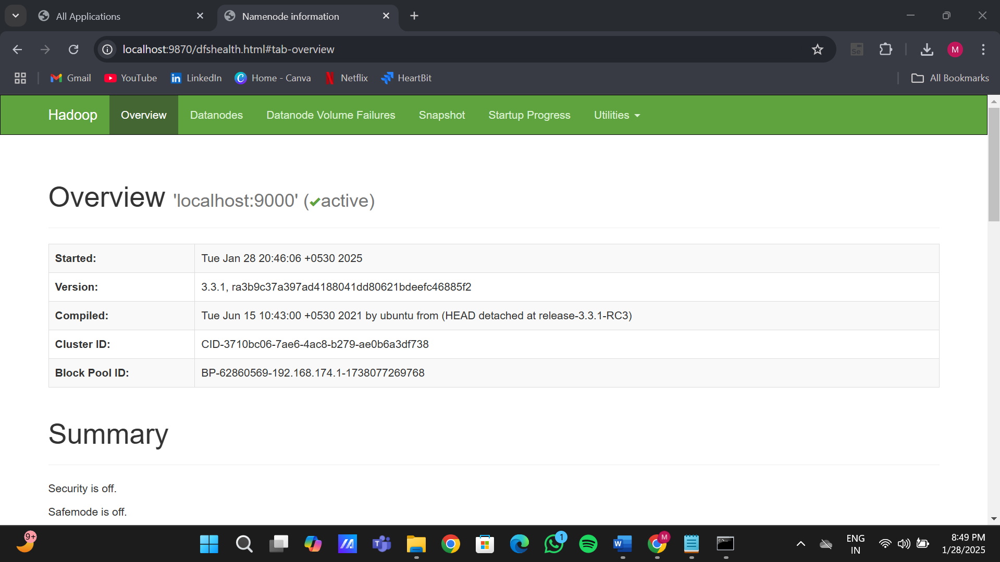 All Applications
Namenode information
localhost:9870/dfshealth.html#tab-overview
Se
M
Gmail
YouTube
LinkedIn
Home - Canva
Netflix
HeartBit
All Bookmarks
Hadoop
Overview
Datanodes
Datanode Volume Failures
Snapshot
Startup Progress
Utilities
Overview 'localhost:9000' (✔active)
Started: Tue Jan 28 20:46:06 +0530 2025
Version: 3.3.1, ra3b9c37a397ad4188041dd80621bdeefc46885f2
Compiled: Tue Jun 15 10:43:00 +0530 2021 by ubuntu from (HEAD detached at release-3.3.1-RC3)
Cluster ID: CID-3710bc06-7ae6-4ac8-b279-ae0b6a3df738
Block Pool ID: BP-62860569-192.168.174.1-1738077269768
Summary
Security is off.
Safemode is off.
9+
1
M
ENG
IN
8:49 PM
1/28/2025